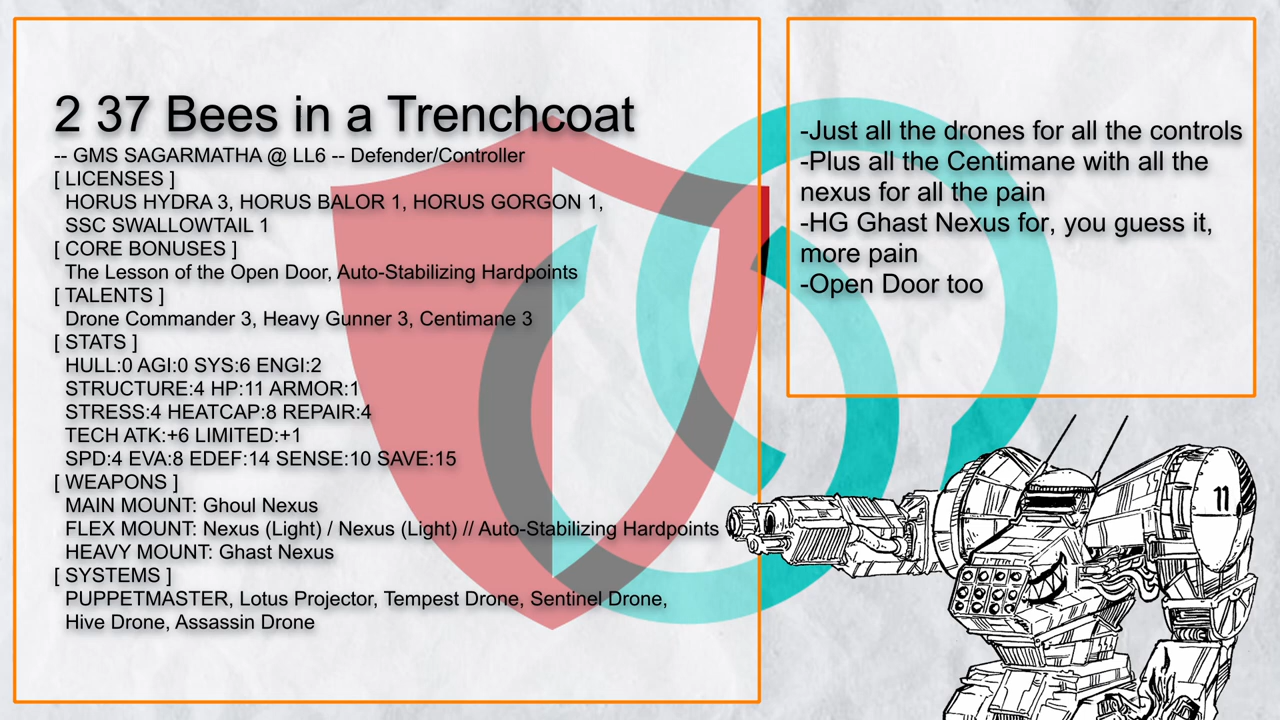 2 37 Bees in a Trenchcoat
-- GMS SAGARMATHA @ LL6 -- Defender/Controller
[ LICENSES ]
HORUS HYDRA 3, HORUS BALOR 1, HORUS GORGON 1,
SSC SWALLOWTAIL 1
[ CORE BONUSES ]
The Lesson of the Open Door, Auto-Stabilizing Hardpoints
[ TALENTS ]
Drone Commander 3, Heavy Gunner 3, Centimane 3
[ STATS ]
HULL:0 AGI:0 SYS:6 ENGI:2
STRUCTURE:4 HP:11 ARMOR:1
STRESS:4 HEATCAP:8 REPAIR:4
TECH ATK:+6 LIMITED:+1
SPD:4 EVA:8 EDEF:14 SENSE:10 SAVE:15
[ WEAPONS ]
MAIN MOUNT: Ghoul Nexus
FLEX MOUNT: Nexus (Light) / Nexus (Light) // Auto-Stabilizing Hardpoints
HEAVY MOUNT: Ghast Nexus
[ SYSTEMS ]
PUPPETMASTER, Lotus Projector, Tempest Drone, Sentinel Drone,
Hive Drone, Assassin Drone
-Just all the drones for all the controls
-Plus all the Centimane with all the
nexus for all the pain
-HG Ghast Nexus for, you guess it,
more pain
-Open Door too
11